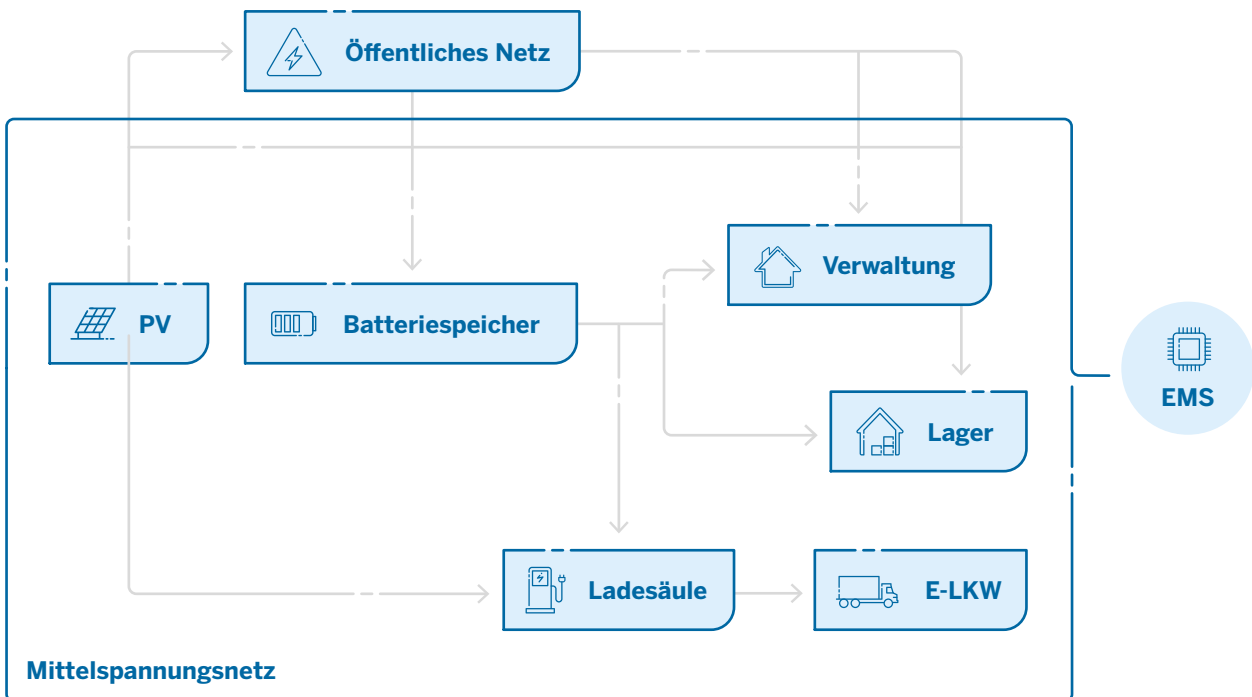 Öffentliches Netz
Verwaltung
PV
Batteriespeicher
EMS
Lager
Ladesäule
E-LKW
Mittelspannungsnetz